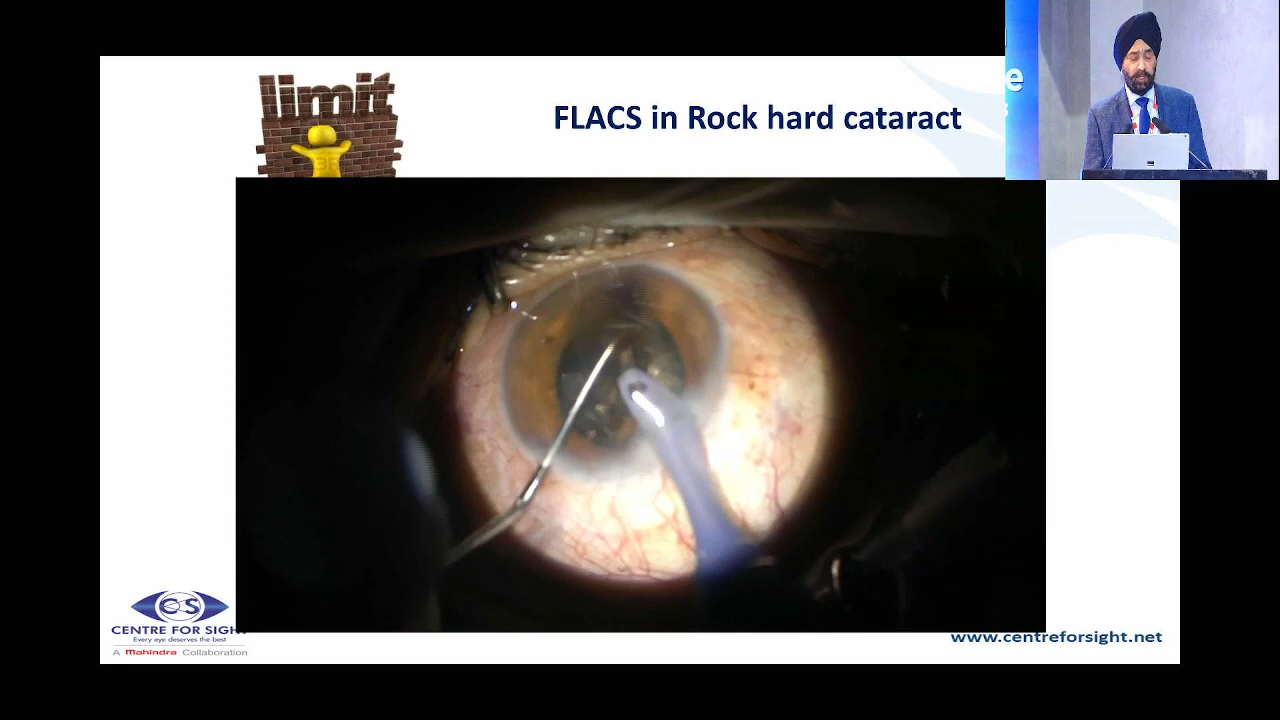 limit
FLACS in Rock hard cataract
e
CS
CENTRE FOR SIGHT
Every eye deserves the best
A Mahindra Collaboration
www.centreforsight.net